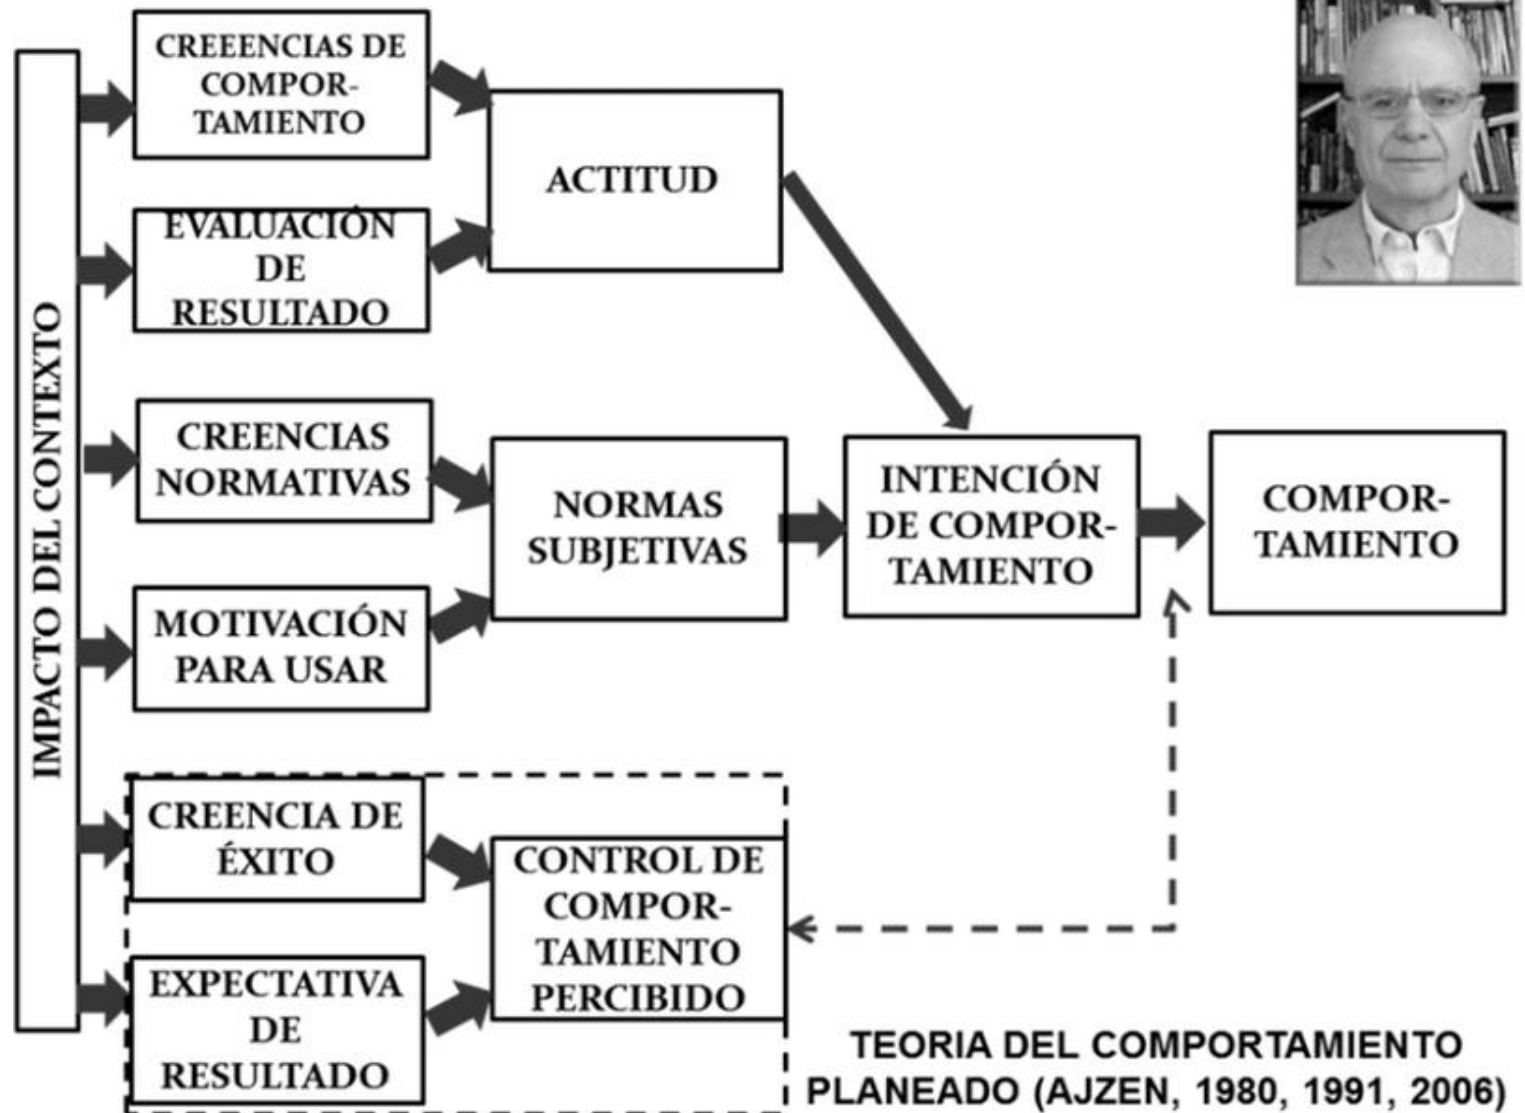 IMPACTO DEL CONTEXTO
CREEENCIAS DE
COMPOR-
TAMIENTO
EVALUACIÓN
DE
RESULTADO
ACTITUD
CREENCIAS
NORMATIVAS
MOTIVACIÓN
PARA USAR
NORMAS
SUBJETIVAS
INTENCIÓN
DE COMPOR-
TAMIENTO
COMPOR-
TAMIENTO
CREENCIA DE
ÉXITO
EXPECTATIVA
DE
RESULTADO
CONTROL DE
COMPOR-
TAMIENTO
PERCIBIDO
TEORIA DEL COMPORTAMIENTO
PLANEADO (AJZEN, 1980, 1991, 2006)